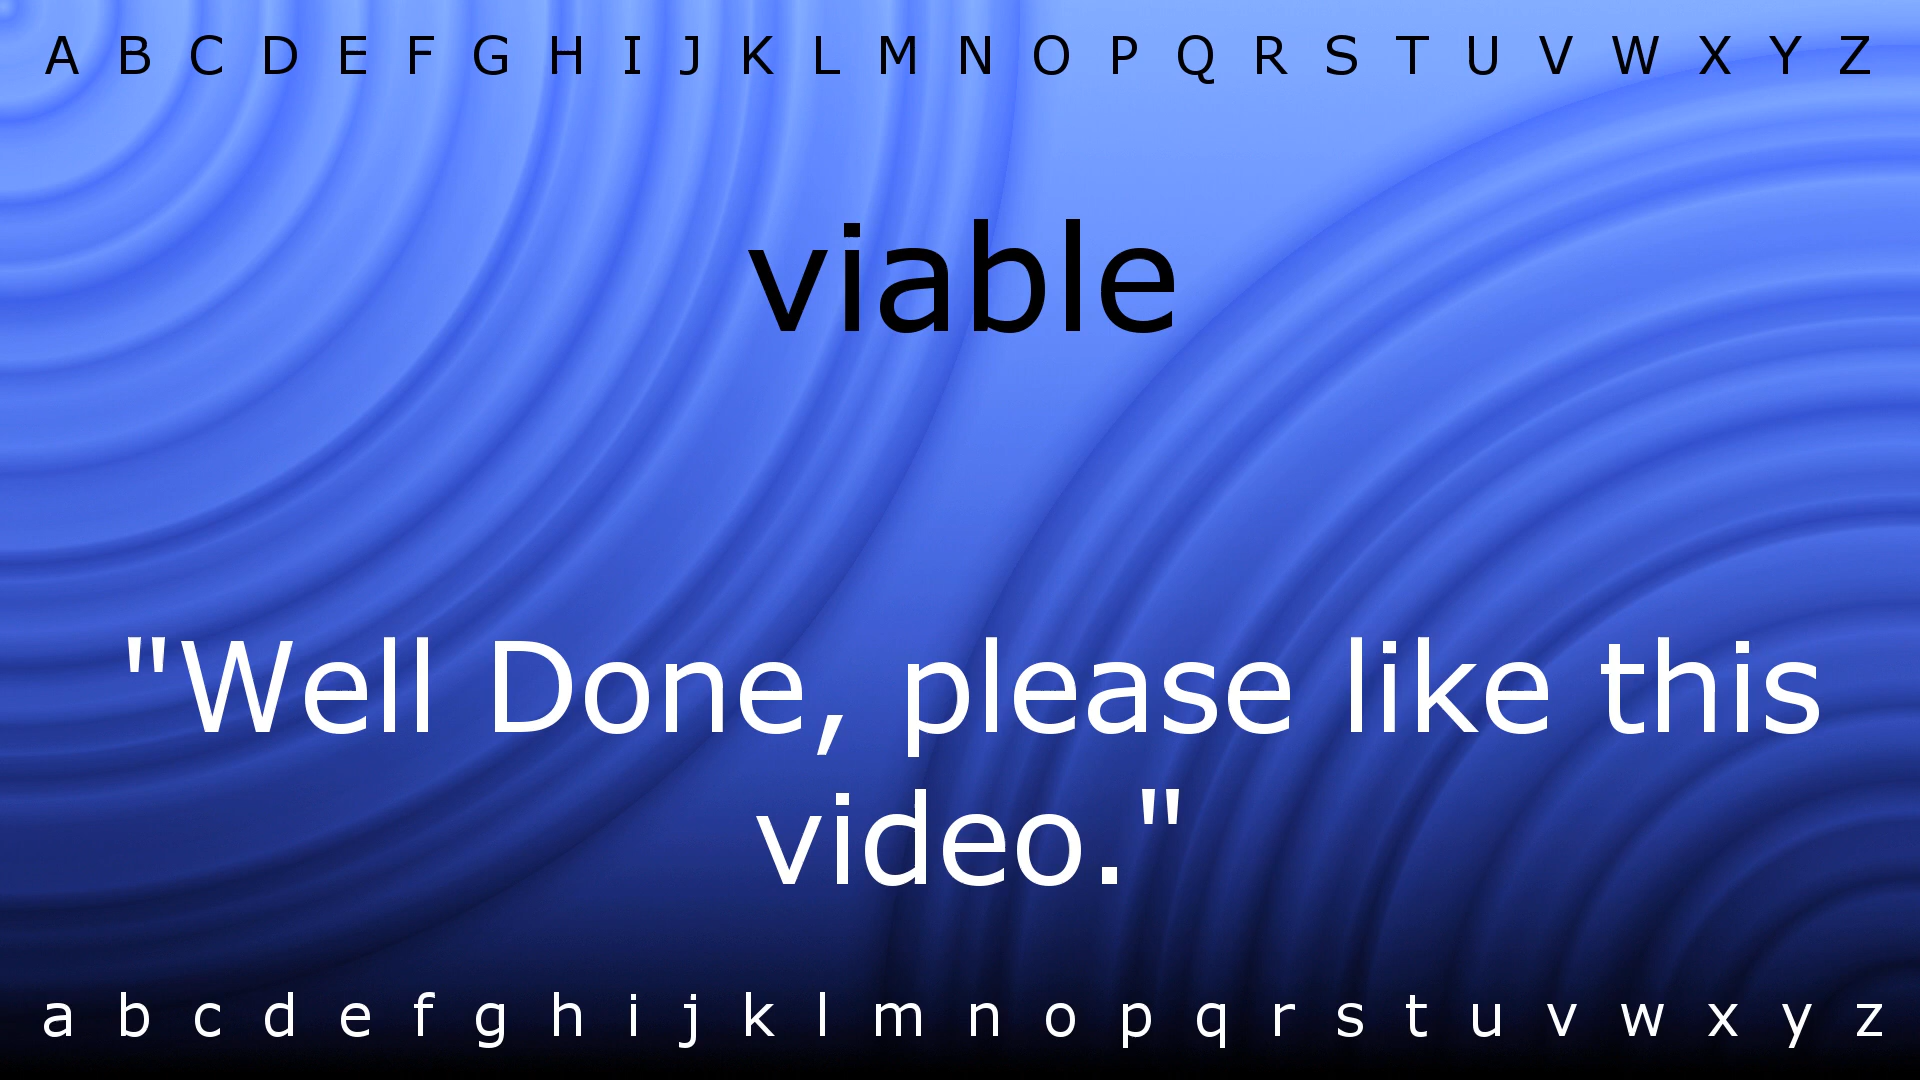 A B C D E F G H I J K L M N O P Q R S T U V W X Y Z
viable
"Well Done, please like this
video."
a b c d e f g h i j k l m n o p q r s t u v w x y z